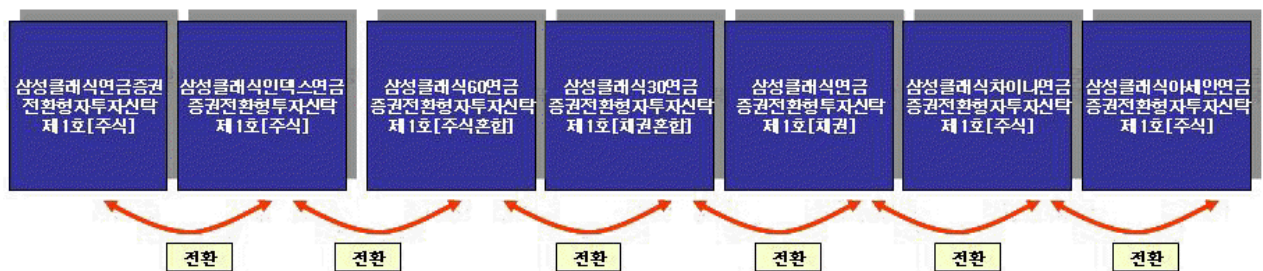 삼성클래식연금증권
전환형자투자신탁
제1호[주식]
삼성클래식인덱스연금
증권전환형자투자신탁
제1호[주식]
삼성클래식60연금
증권전환형자투자신탁
제1호[주식혼합]
삼성클래식30연금
증권전환형자투자신탁
제1호[채권혼합]
삼성클래식연금
증권전환형자투자신탁
제1호[채권]
삼성클래식차이나연금
증권전환형자투자신탁
제1호[주식]
삼성클래식아세안연금
증권전환형자투자신탁
제1호[주식]
전환
전환
전환
전환
전환
전환